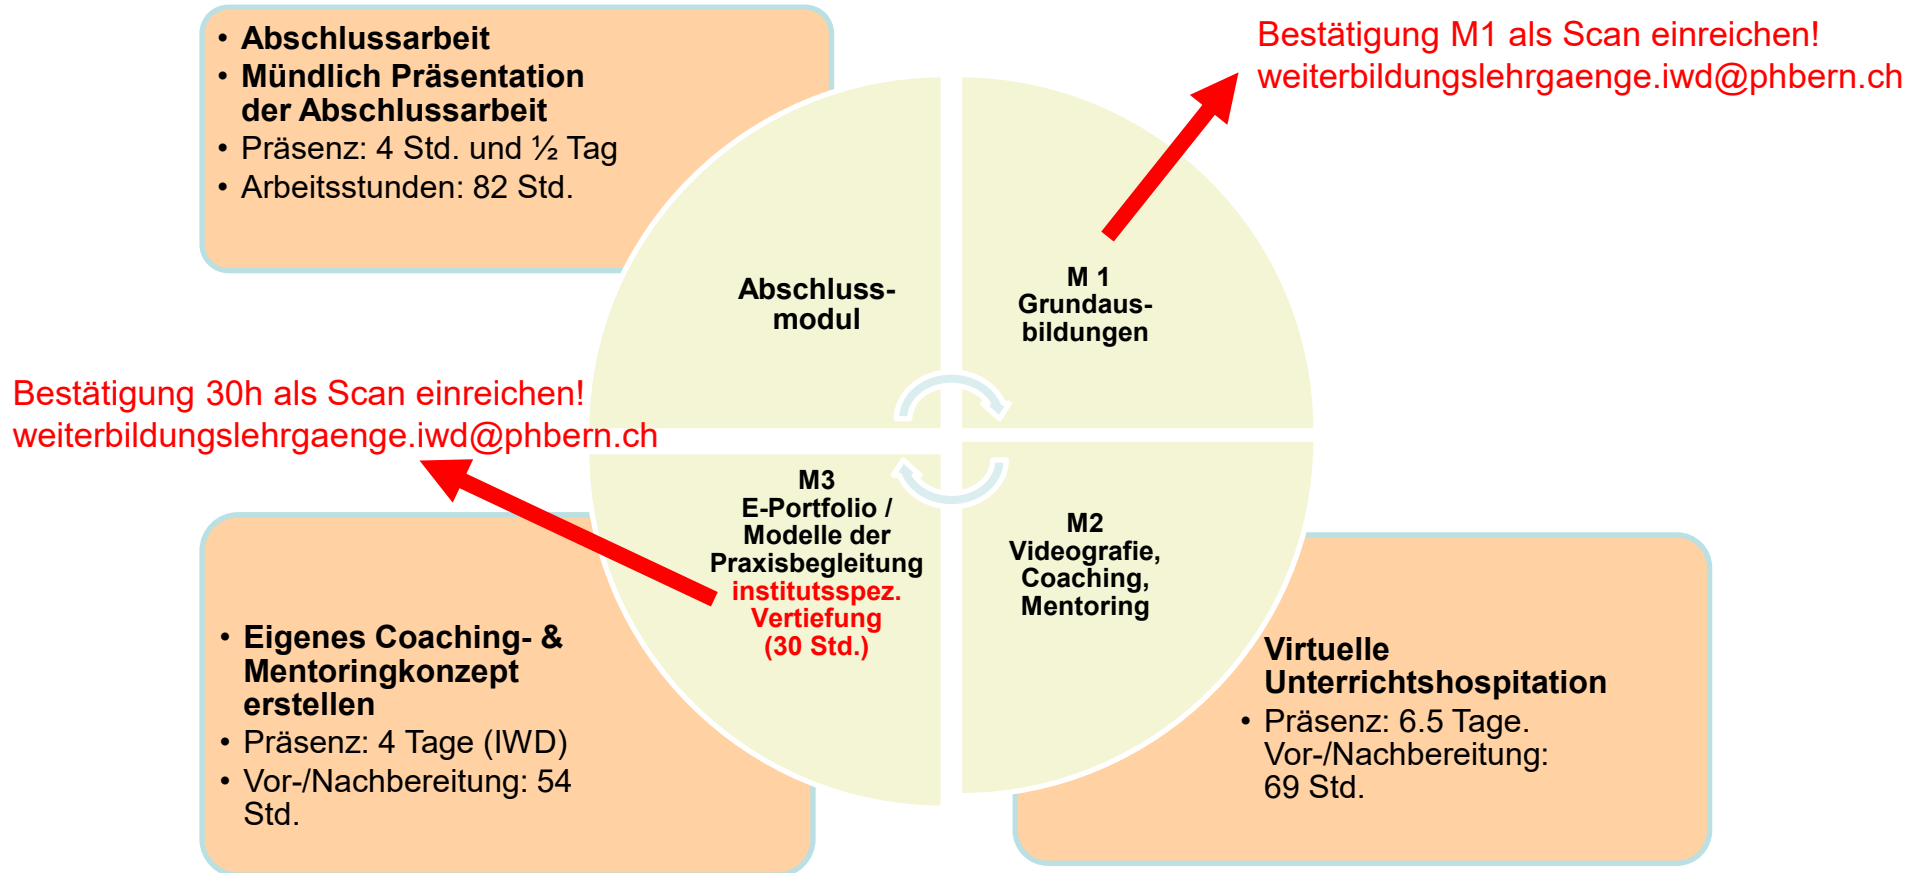 • Abschlussarbeit
• Mündlich Präsentation
der Abschlussarbeit
• Präsenz: 4 Std. und ½ Tag
• Arbeitsstunden: 82 Std.
Bestätigung M1 als Scan einreichen!
weiterbildungslehrgaenge.iwd@phbern.ch
Abschluss-
modul
M 1
Grundaus-
bildungen
Bestätigung 30h als Scan einreichen!
weiterbildungslehrgaenge.iwd@phbern.ch
M3
E-Portfolio /
Modelle der
Praxisbegleitung
institutsspez.
Vertiefung
(30 Std.)
M2
Videografie,
Coaching,
Mentoring
• Eigenes Coaching- &
Mentoringkonzept
erstellen
• Präsenz: 4 Tage (IWD)
• Vor-/Nachbereitung: 54
Std.
Virtuelle
Unterrichtshospitation
• Präsenz: 6.5 Tage.
Vor-/Nachbereitung:
69 Std.